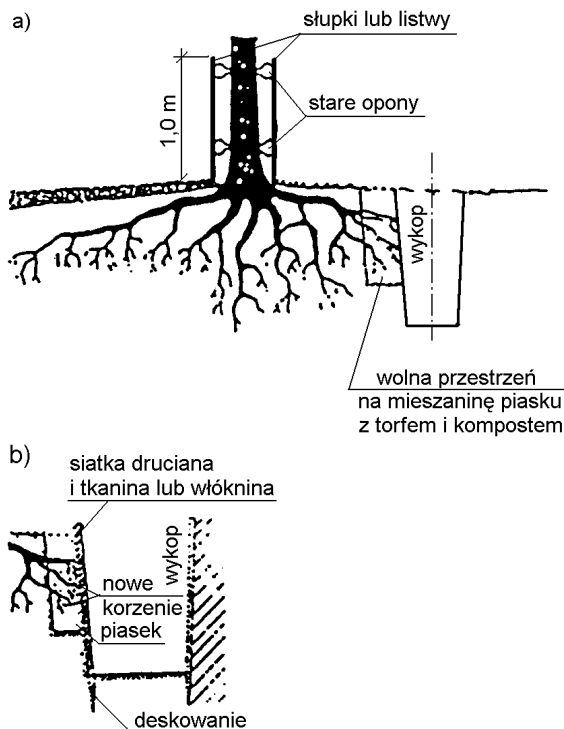 a)
słupki lub listwy
stare opony
1,0 m
wykop
wolna przestrzeń
na mieszaninę piasku
z torfem i kompostem
b)
siatka druciana
i tkanina lub włóknina
wykop
nowe
korzenie
piasek
deskowanie